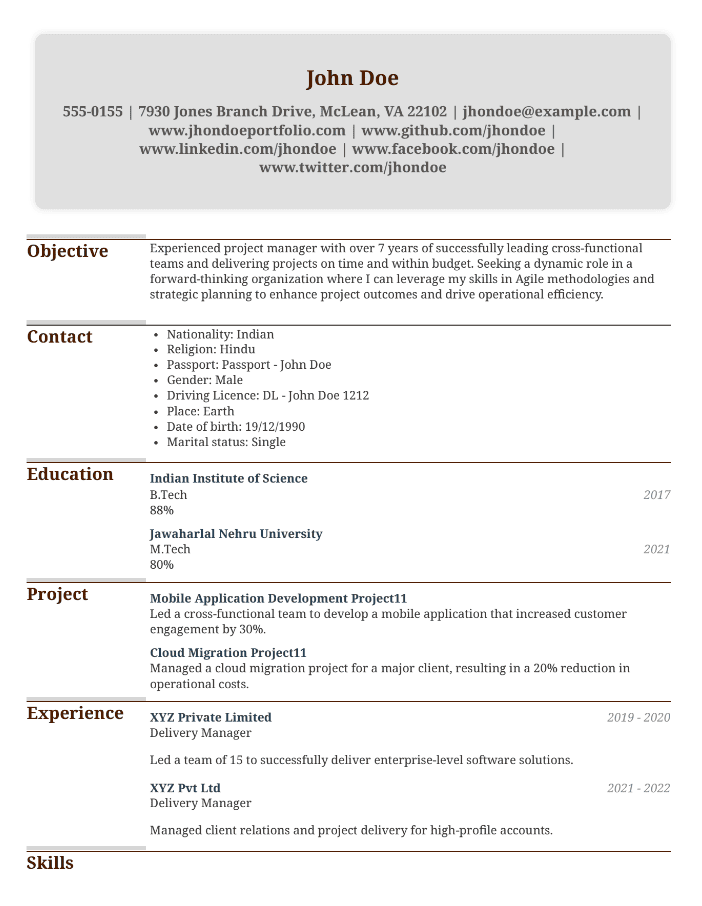 John Doe
555-0155 | 7930 Jones Branch Drive, McLean, VA 22102 | jhondoe@example.com |
www.jhondoeportfolio.com | www.github.com/jhondoe |
www.linkedin.com/jhondoe | www.facebook.com/jhondoe |
www.twitter.com/jhondoe
Objective
Experienced project manager with over 7 years of successfully leading cross-functional
teams and delivering projects on time and within budget. Seeking a dynamic role in a
forward-thinking organization where I can leverage my skills in Agile methodologies and
strategic planning to enhance project outcomes and drive operational efficiency.
Contact
• Nationality: Indian
• Religion: Hindu
• Passport: Passport - John Doe
• Gender: Male
• Driving Licence: DL - John Doe 1212
• Place: Earth
• Date of birth: 19/12/1990
• Marital status: Single
Education
Indian Institute of Science
B.Tech 2017
88%
Jawaharlal Nehru University
M.Tech 2021
80%
Project
Mobile Application Development Project11
Led a cross-functional team to develop a mobile application that increased customer
engagement by 30%.
Cloud Migration Project11
Managed a cloud migration project for a major client, resulting in a 20% reduction in
operational costs.
Experience
XYZ Private Limited 2019 - 2020
Delivery Manager
Led a team of 15 to successfully deliver enterprise-level software solutions.
XYZ Pvt Ltd 2021 - 2022
Delivery Manager
Managed client relations and project delivery for high-profile accounts.
Skills